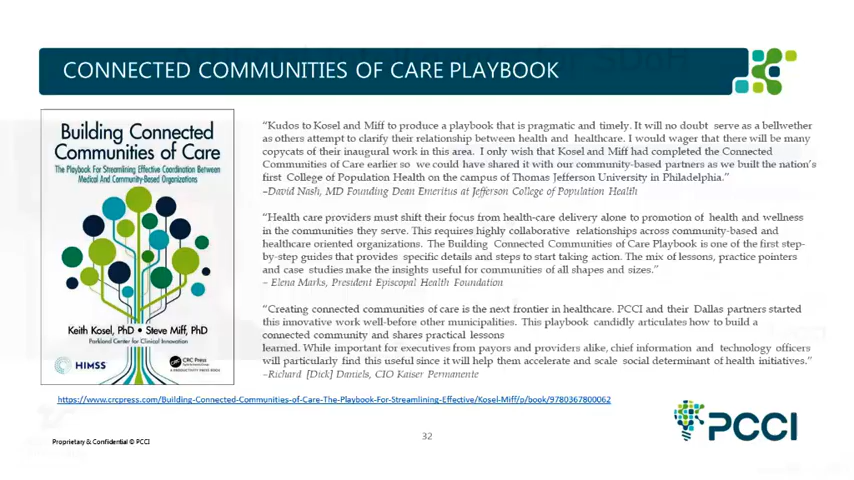 CONNECTED COMMUNITIES OF CARE PLAYBOOK
Building Connected
Communities of Care
The Playbook For Streamlining Effective Coordination Between
Medical And Community-Based Organizations
Keith Kosel, PhD • Steve Miff, PhD
Parkland Center for Clinical Innovation
HIMSS
CRC Press
A PRODUCTIVITY PRESS BOOK
“Kudos to Kosel and Miff to produce a playbook that is pragmatic and timely. It will no doubt serve as a bellwether
as others attempt to clarify their relationship between health and healthcare. I would wager that there will be many
copycats of their inaugural work in this area. I only wish that Kosel and Miff had completed the Connected
Communities of Care earlier so we could have shared it with our community-based partners as we built the nation’s
first College of Population Health on the campus of Thomas Jefferson University in Philadelphia.”
–David Nash, MD Founding Dean Emeritus at Jefferson College of Population Health
“Health care providers must shift their focus from health-care delivery alone to promotion of health and wellness
in the communities they serve. This requires highly collaborative relationships across community-based and
healthcare oriented organizations. The Building Connected Communities of Care Playbook is one of the first step-
by-step guides that provides specific details and steps to start taking action. The mix of lessons, practice pointers
and case studies make the insights useful for communities of all shapes and sizes.”
– Elena Marks, President Episcopal Health Foundation
“Creating connected communities of care is the next frontier in healthcare. PCCI and their Dallas partners started
this innovative work well-before other municipalities. This playbook candidly articulates how to build a
connected community and shares practical lessons
learned. While important for executives from payors and providers alike, chief information and technology officers
will particularly find this useful since it will help them accelerate and scale social determinant of health initiatives.”
–Richard [Dick] Daniels, CIO Kaiser Permanente
https://www.crcpress.com/Building-Connected-Communities-of-Care-The-Playbook-For-Streamlining-Effective/Kosel-Miff/p/book/9780367800062
Proprietary & Confidential © PCCI
32
PCCI